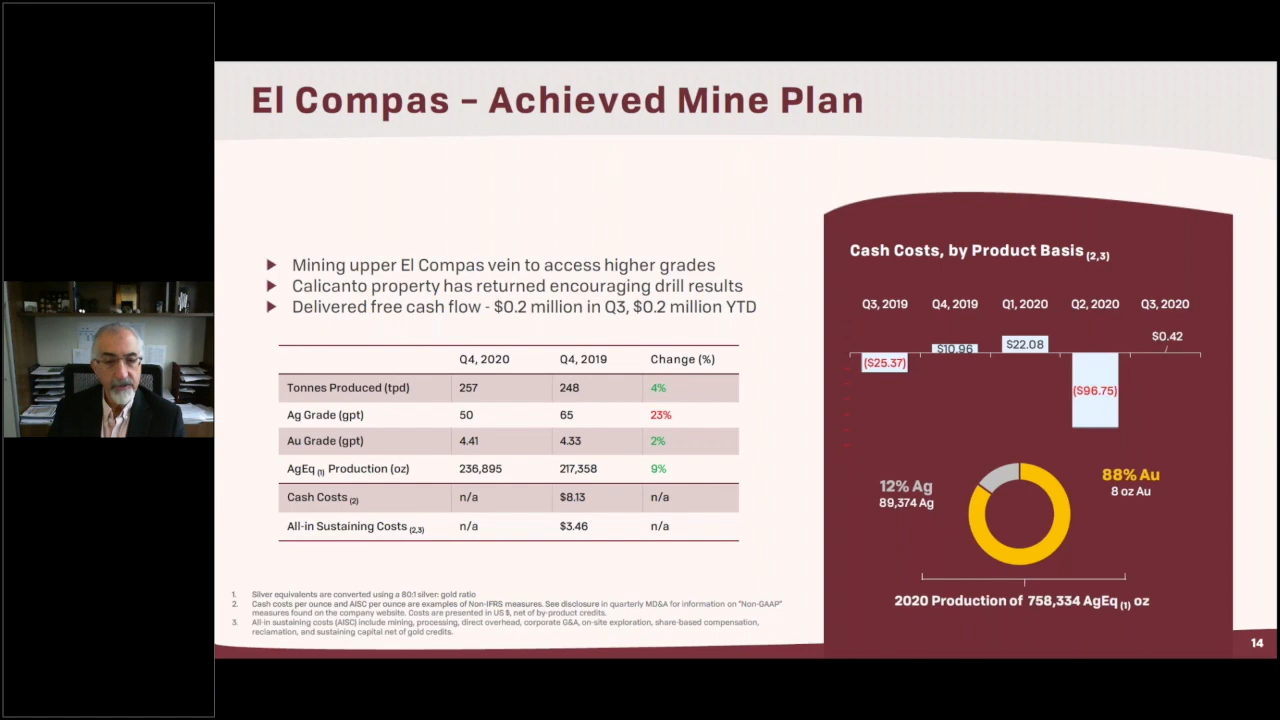 El Compas – Achieved Mine Plan
Mining upper El Compas vein to access higher grades
Calicanto property has returned encouraging drill results
Delivered free cash flow - $0.2 million in Q3, $0.2 million YTD
Q4, 2020 Q4, 2019 Change (%)
Tonnes Produced (tpd) 257 248 4%
Ag Grade (gpt) 50 65 23%
Au Grade (gpt) 4.41 4.33 2%
AgEq (1) Production (oz) 236,895 217,358 9%
Cash Costs (2) n/a $8.13 n/a
All-in Sustaining Costs (2,3) n/a $3.46 n/a
1. Silver equivalents are converted using a 80:1 silver: gold ratio
2. Cash costs per ounce and AISC per ounce are examples of Non-IFRS measures. See disclosure in quarterly MD&A for information on "Non-GAAP"
measures found on the company website. Costs are presented in US $, net of by-product credits.
3. All-in sustaining costs (AISC) include mining, processing, direct overhead, corporate G&A, on-site exploration, share-based compensation,
reclamation, and sustaining capital net of gold credits.
Cash Costs, by Product Basis (2,3)
Q3, 2019 Q4, 2019 Q1, 2020 Q2, 2020 Q3, 2020
($25.37) $10.96 $22.08 ($96.75) $0.42
12% Ag
89,374 Ag
88% Au
8 oz Au
2020 Production of 758,334 AgEq (1) oz
14